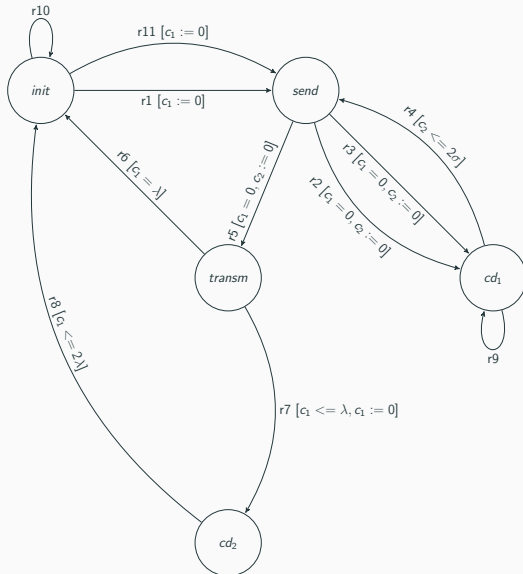 r10
r11 [c₁ := 0]
init
r1 [c₁ := 0]
send
r4 [c₂ <= 2σ]
r3 [c₁ = 0, c₂ := 0]
r6 [c₁ = λ]
r5 [c₁ = 0, c₂ := 0]
r2 [c₁ = 0, c₂ := 0]
transm
cd₁
r9
r8 [c₁ <= 2λ]
r7 [c₁ <= λ, c₁ := 0]
cd₂